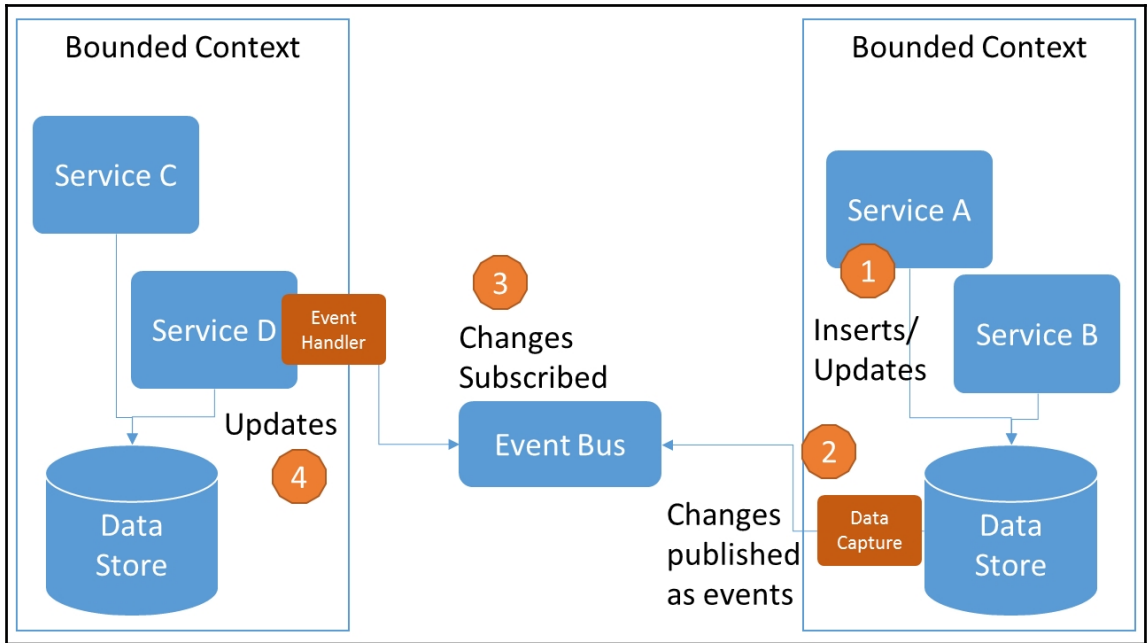 Bounded Context
Service C
Service D
Event
Handler
Updates
4
Data
Store
3
Changes
Subscribed
Event Bus
Bounded Context
Service A
1
Inserts/
Updates
Service B
2
Changes
published
as events
Data
Capture
Data
Store